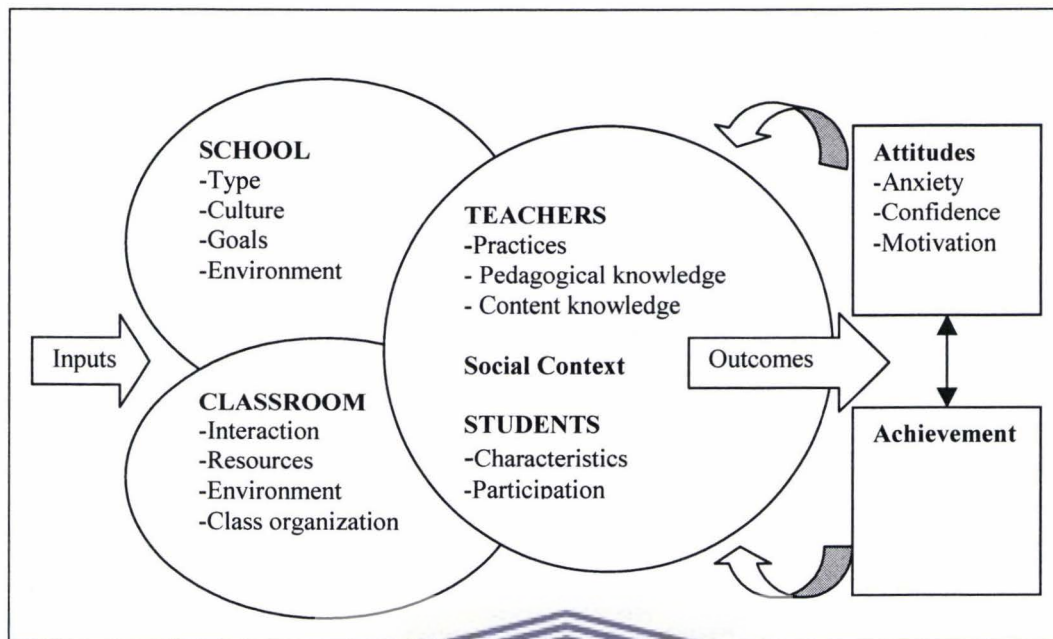 SCHOOL
-Type
-Culture
-Goals
-Environment
Inputs
CLASSROOM
-Interaction
-Resources
-Environment
-Class organization
TEACHERS
-Practices
- Pedagogical knowledge
- Content knowledge
Social Context
STUDENTS
-Characteristics
-Participation
Outcomes
Attitudes
-Anxiety
-Confidence
-Motivation
Achievement